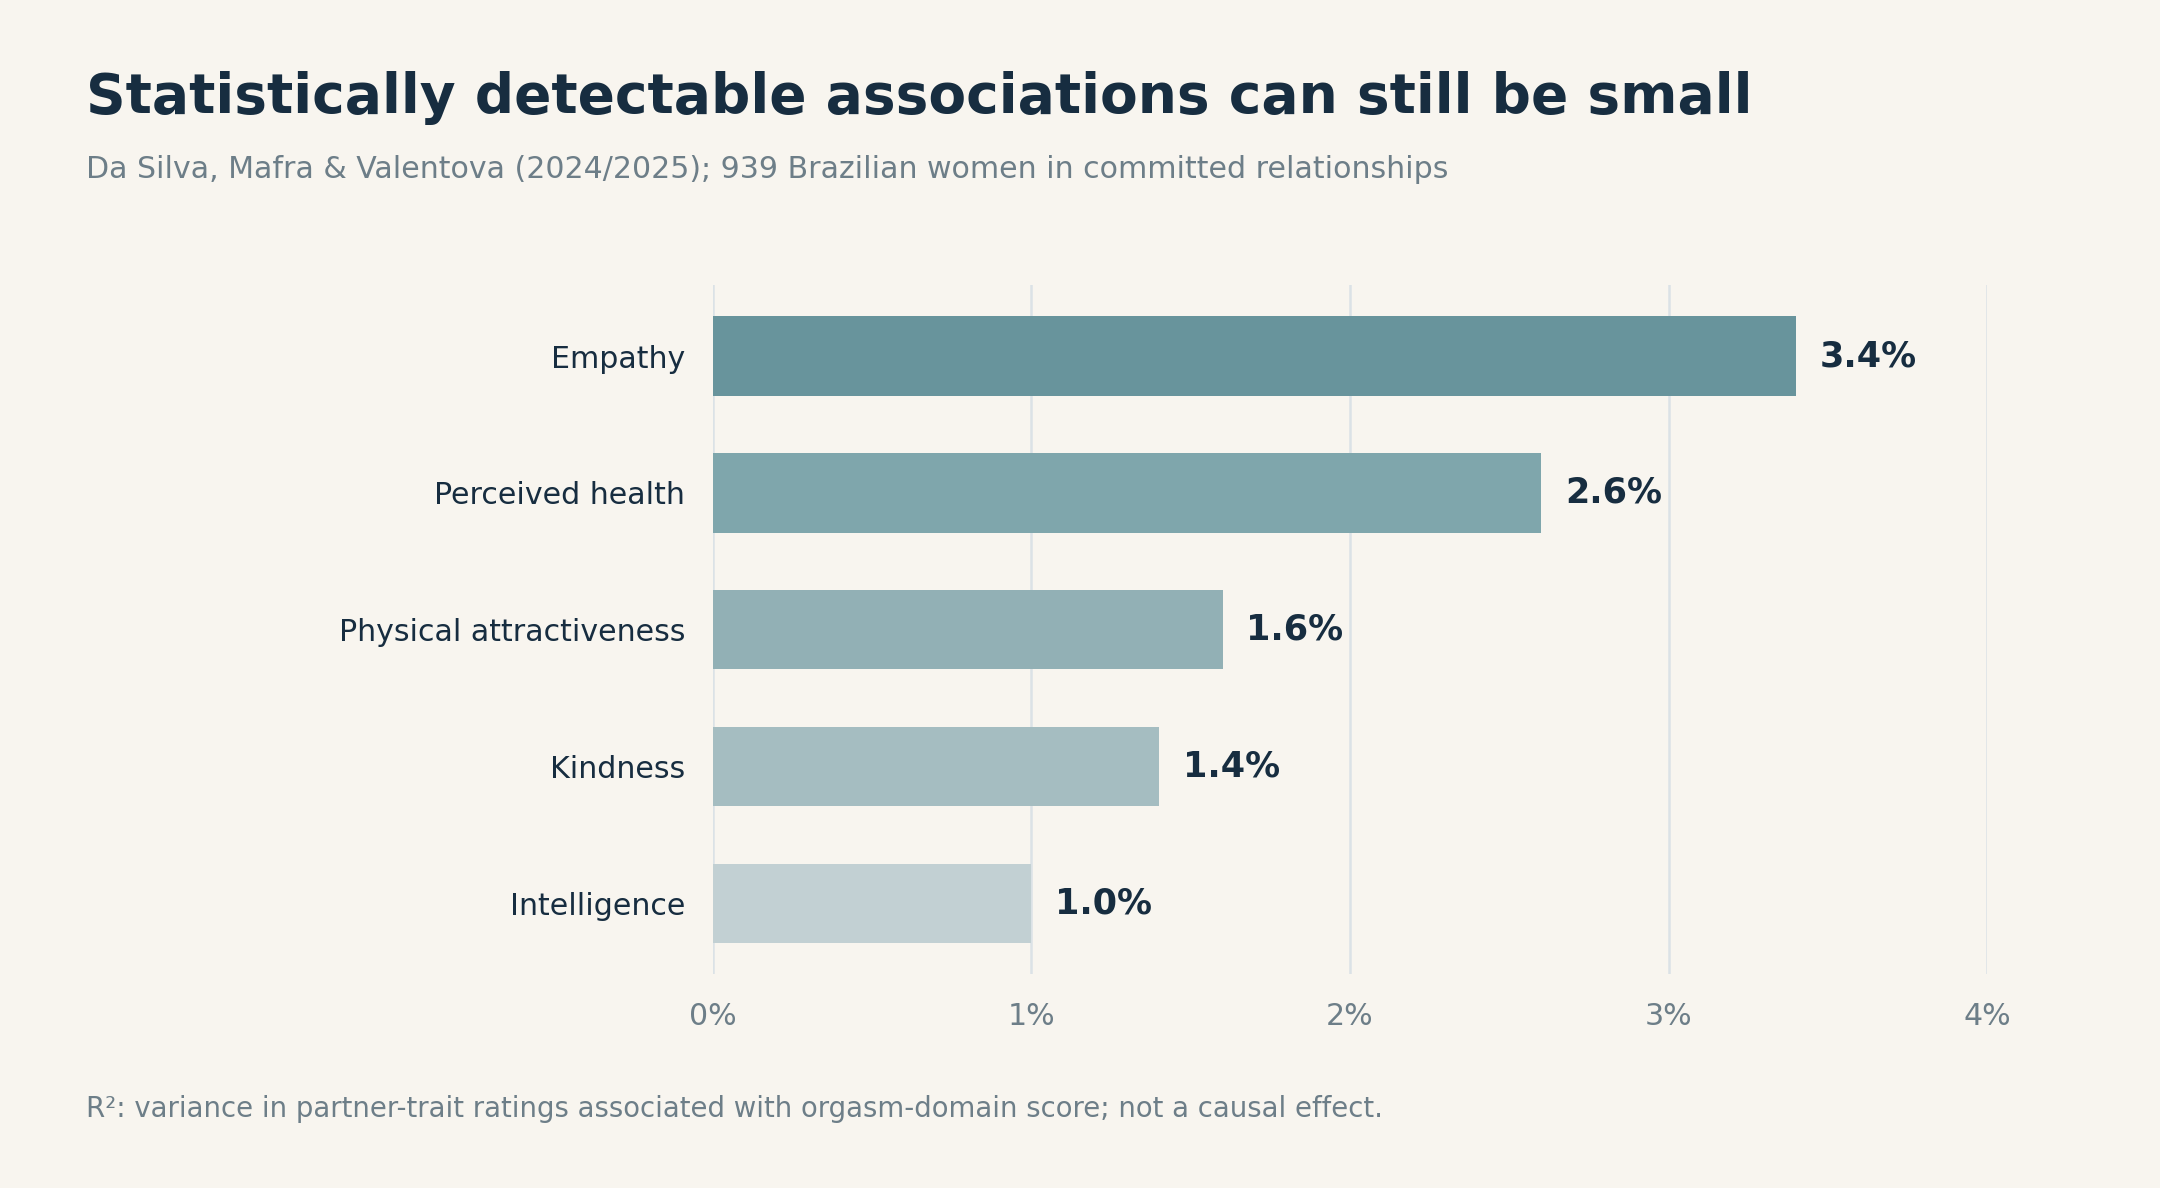 Statistically detectable associations can still be small
Da Silva, Mafra & Valentova (2024/2025); 939 Brazilian women in committed relationships
Empathy 3.4%
Perceived health 2.6%
Physical attractiveness 1.6%
Kindness 1.4%
Intelligence 1.0%
0% 1% 2% 3% 4%
R²: variance in partner-trait ratings associated with orgasm-domain score; not a causal effect.